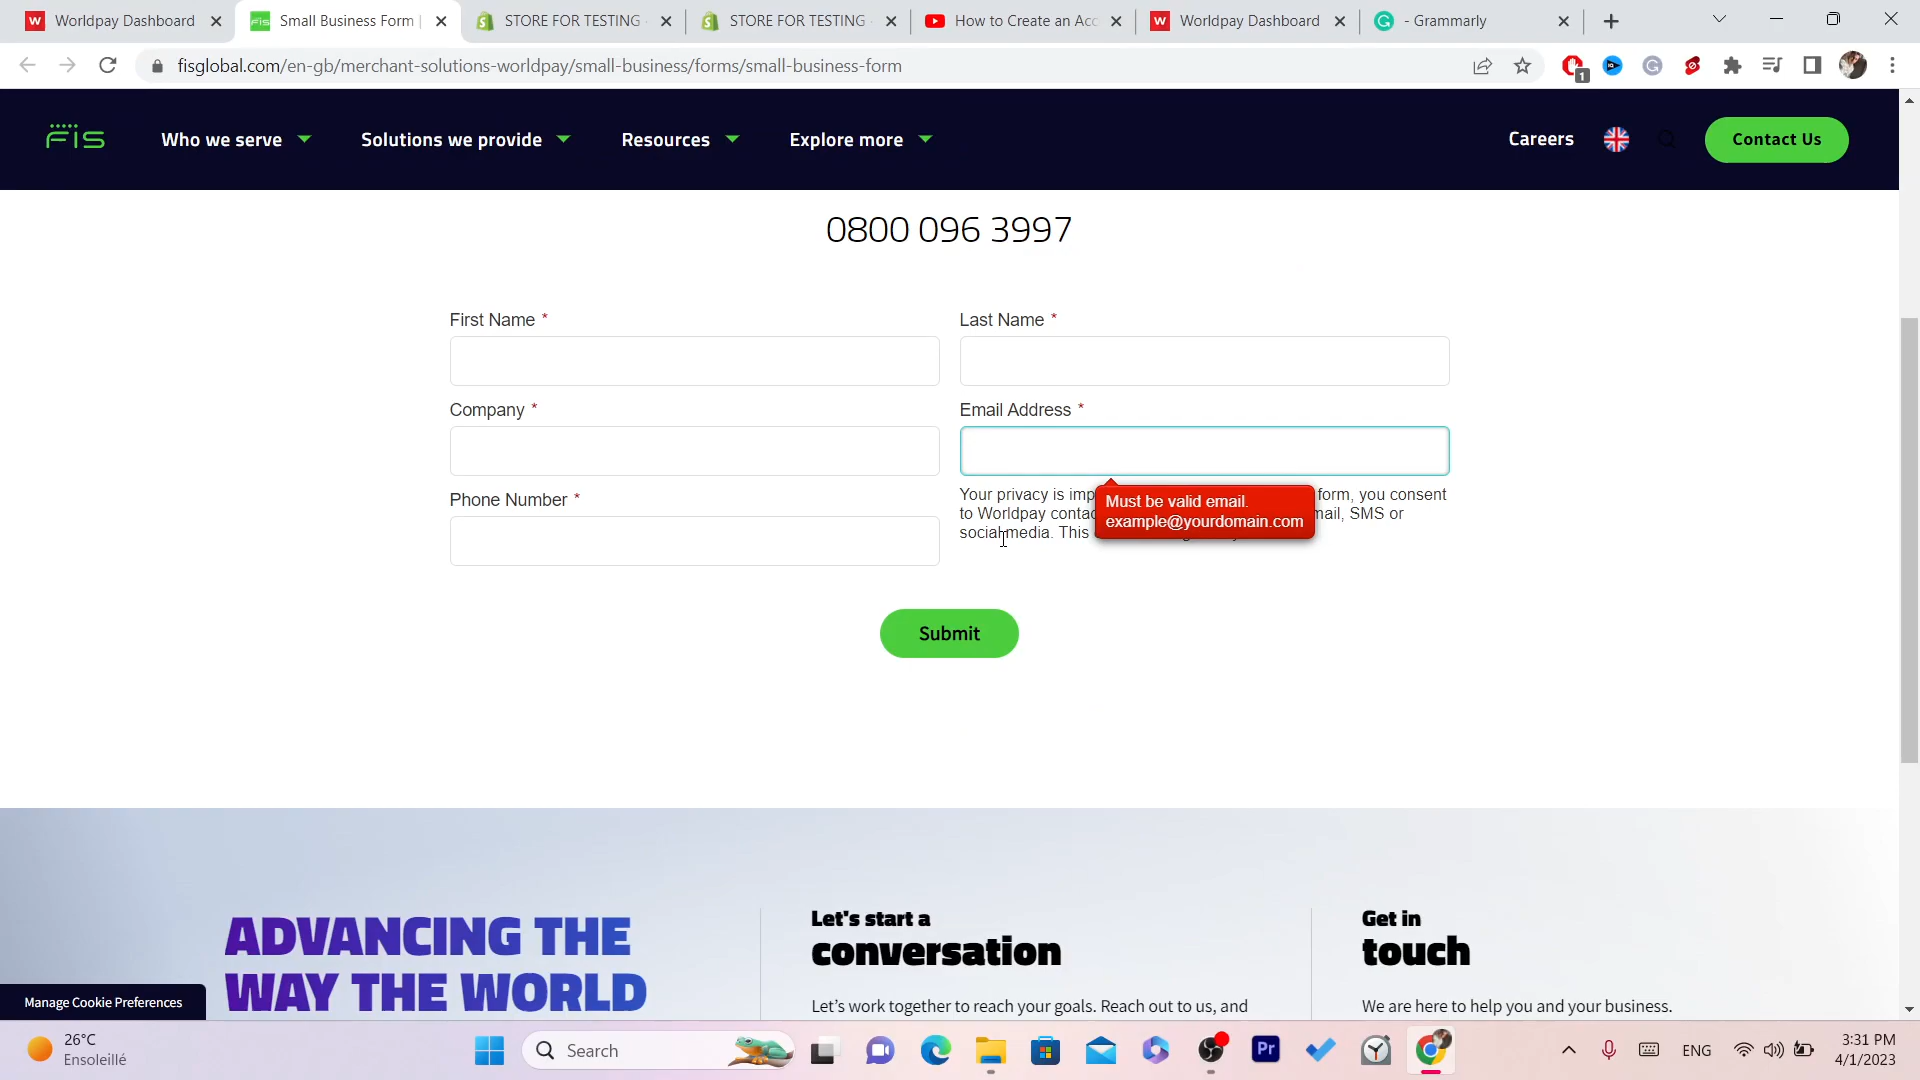 Worldpay Dashboard
Small Business Form |
STORE FOR TESTING
STORE FOR TESTING
How to Create an Acc
Worldpay Dashboard
- Grammarly
fisglobal.com/en-gb/merchant-solutions-worldpay/small-business/forms/small-business-form
1
FIS
Who we serve
Solutions we provide
Resources
Explore more
Careers
Contact Us
0800 096 3997
First Name *
Last Name *
Company *
Email Address *
Phone Number *
Your privacy is imp
form, you consent
to Worldpay contac
mail, SMS or
social media. This
Must be valid email.
example@yourdomain.com
Submit
ADVANCING THE
WAY THE WORLD
Let's start a
conversation
Let's work together to reach your goals. Reach out to us, and
Get in
touch
We are here to help you and your business.
Manage Cookie Preferences
26°C
Ensoleillé
Search
Pr
ENG
3:31 PM
4/1/2023